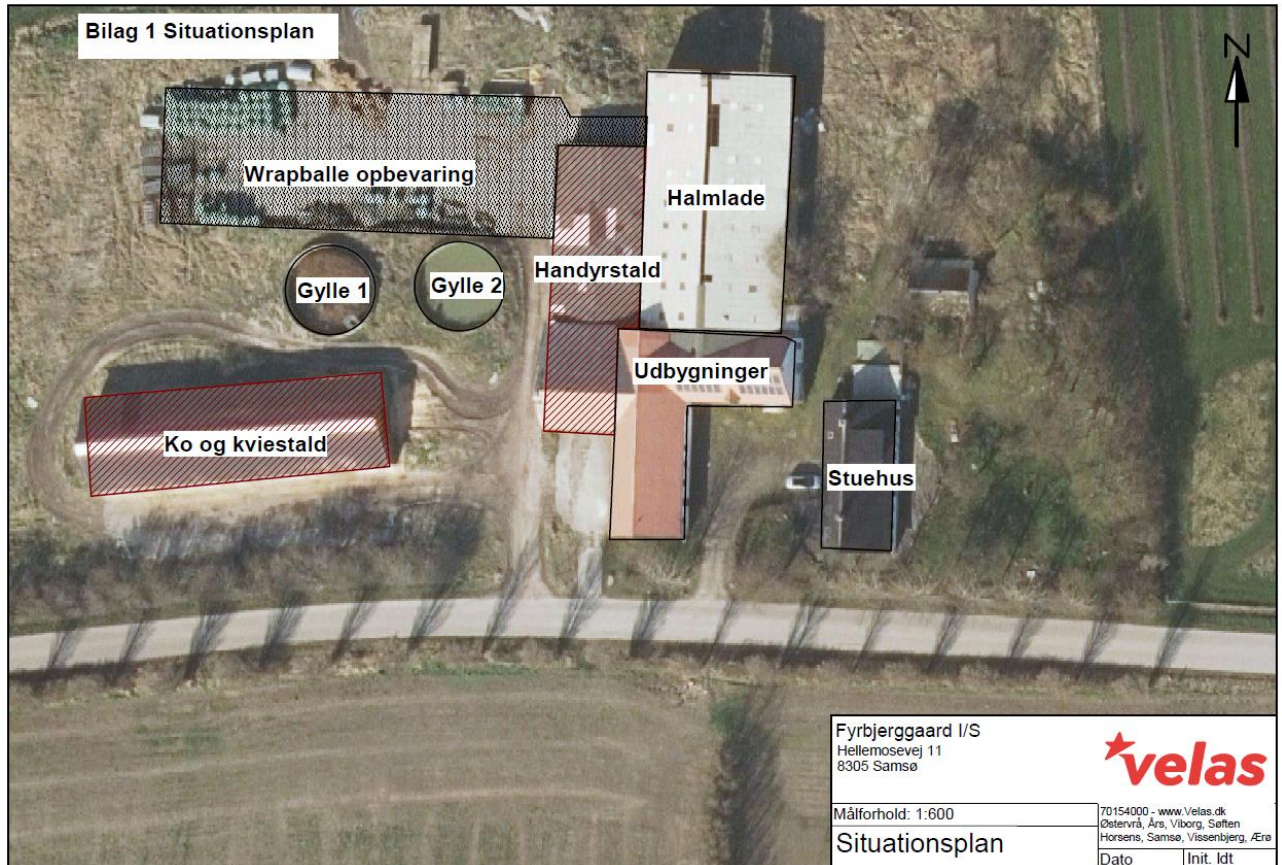 Bilag 1 Situationsplan
N
Wrapballe opbevaring
Halmlade
Handyrstald
Gylle 1
Gylle 2
Udbygninger
Ko og kviestald
Stuehus
Fyrbjerggaard I/S
Hellemosevej 11
8305 Samsø
velas
Målforhold: 1:600
70154000 - www.Velas.dk
Østervrå, Års, Viborg, Søften
Horsens, Samsø, Vissenbjerg, Ærø
Situationsplan
Dato
Init. ldt